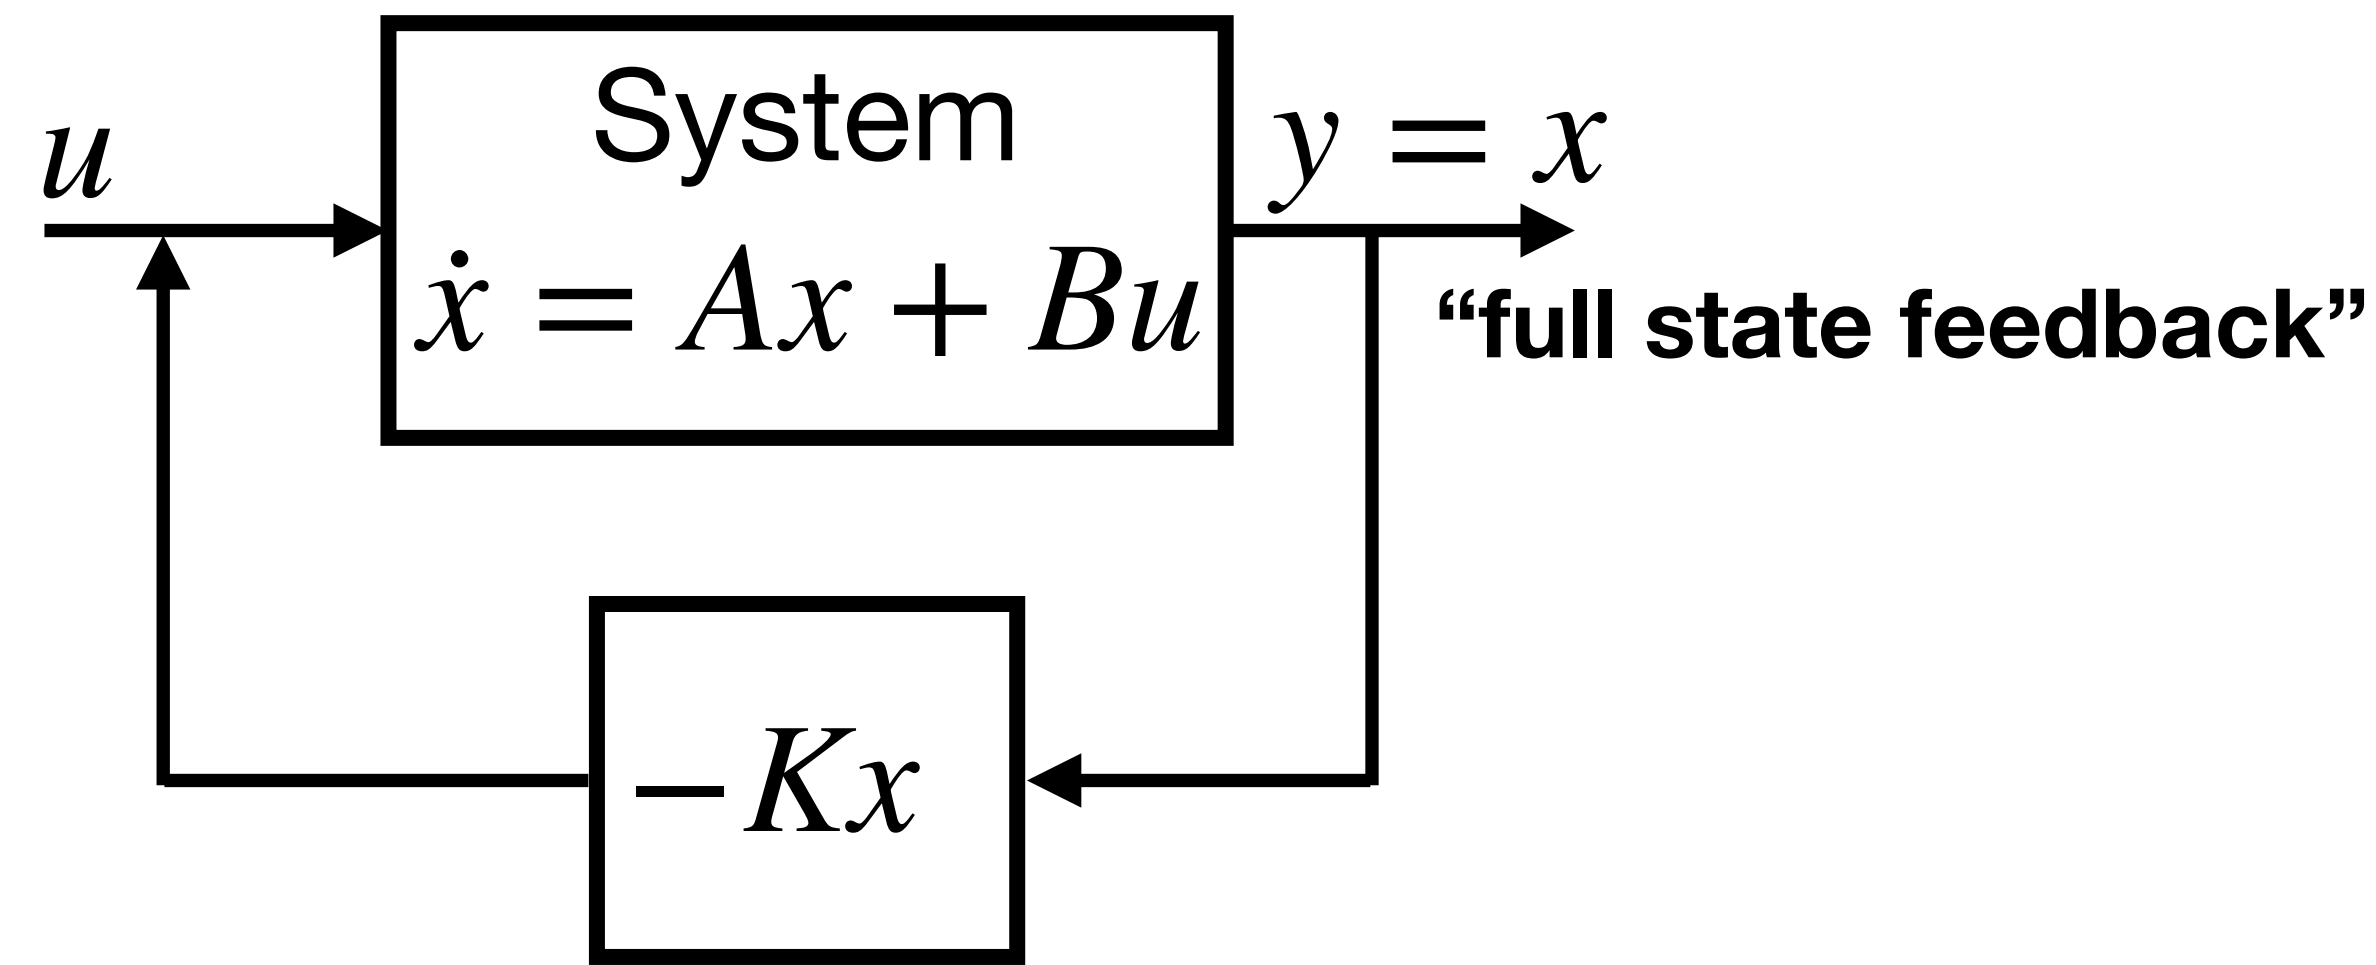 System
u
y = x
ẋ = Ax + Bu
“full state feedback”
−Kx